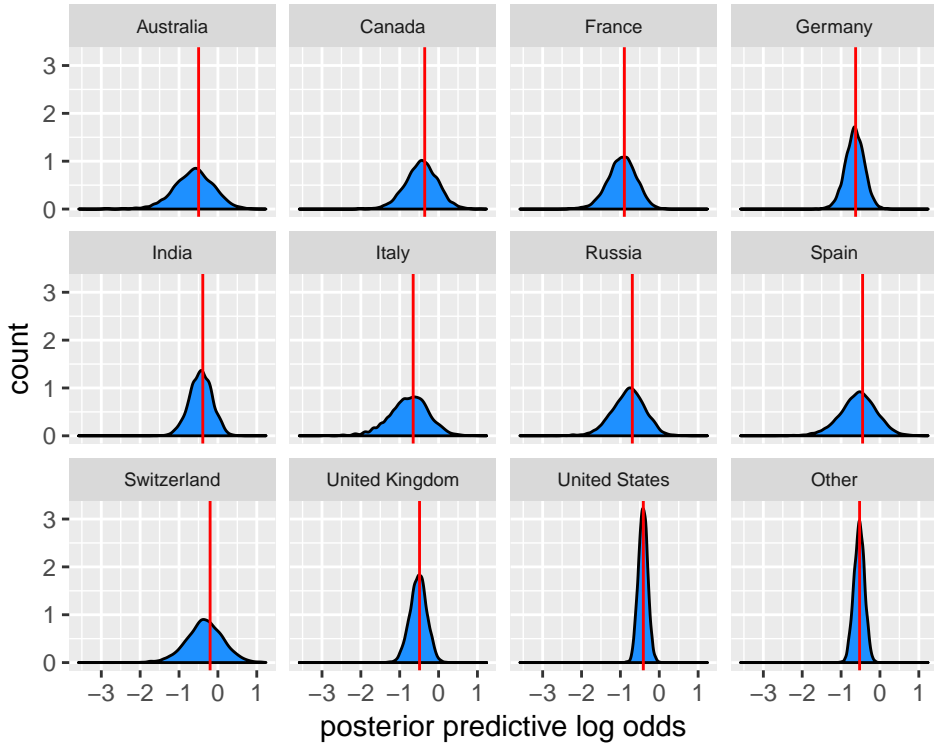 Australia Canada France Germany
3
2
1
0
India Italy Russia Spain
3
2
1
0
count
Switzerland United Kingdom United States Other
3
2
1
0
−3 −2 −1 0 1 −3 −2 −1 0 1 −3 −2 −1 0 1 −3 −2 −1 0 1
posterior predictive log odds